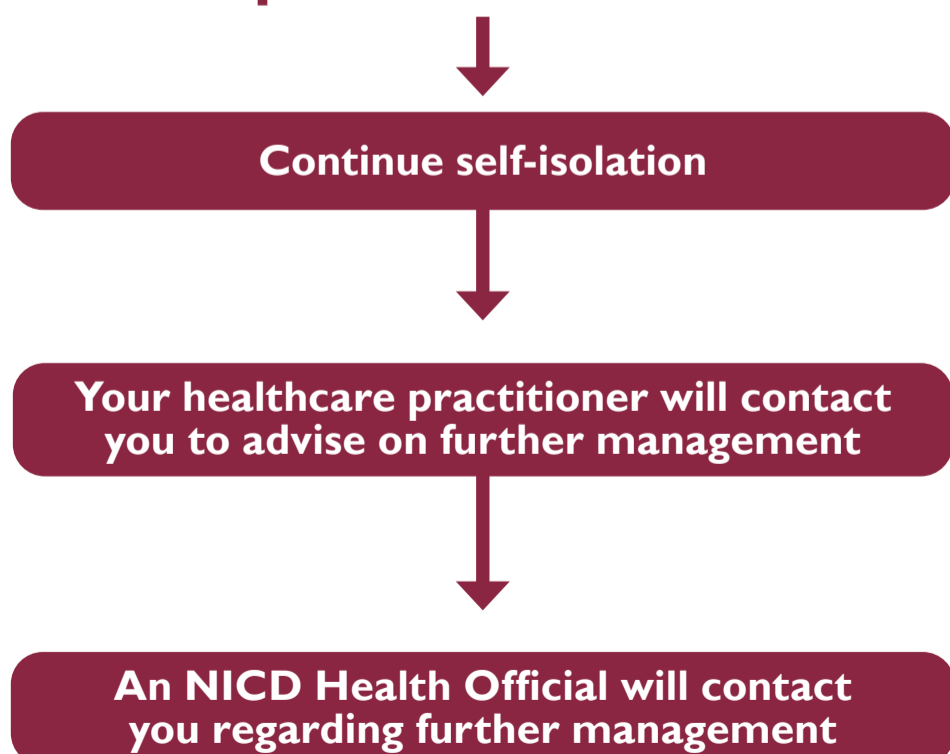 Continue self-isolation
Your healthcare practitioner will contact
you to advise on further management
An NICD Health Official will contact
you regarding further management